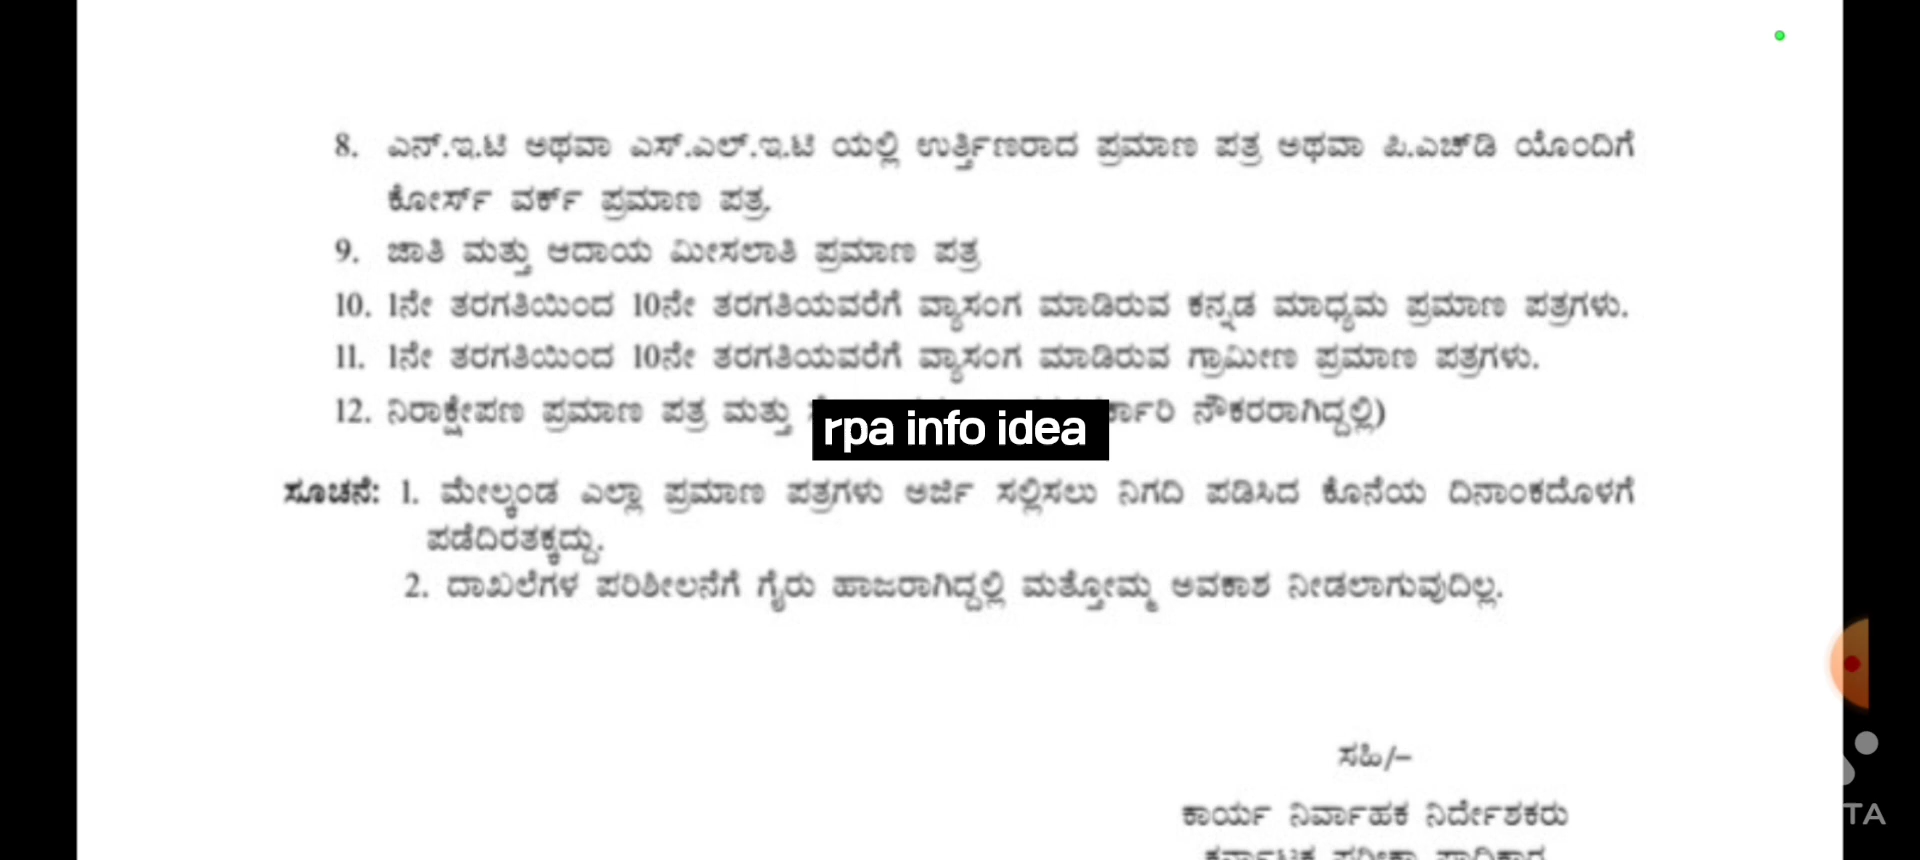 8. ಎನ್.ಇ.ಟಿ ಅಥವಾ ಎಸ್.ಎಲ್.ಇ.ಟಿ ಯಲ್ಲಿ ಉರ್ತ್ತಿಣರಾದ ಪ್ರಮಾಣ ಪತ್ರ ಅಥವಾ ಪಿ.ಎಚ್‌ಡಿ ಯೊಂದಿಗೆ
ಕೋರ್ಸ್ ವರ್ಕ್ ಪ್ರಮಾಣ ಪತ್ರ.
9. ಜಾತಿ ಮತ್ತು ಆದಾಯ ಮೀಸಲಾತಿ ಪ್ರಮಾಣ ಪತ್ರ
10. 1ನೇ ತರಗತಿಯಿಂದ 10ನೇ ತರಗತಿಯವರೆಗೆ ವ್ಯಾಸಂಗ ಮಾಡಿರುವ ಕನ್ನಡ ಮಾಧ್ಯಮ ಪ್ರಮಾಣ ಪತ್ರಗಳು.
11. 1ನೇ ತರಗತಿಯಿಂದ 10ನೇ ತರಗತಿಯವರೆಗೆ ವ್ಯಾಸಂಗ ಮಾಡಿರುವ ಗ್ರಾಮೀಣ ಪ್ರಮಾಣ ಪತ್ರಗಳು.
12. ನಿರಾಕ್ಷೇಪಣ ಪ್ರಮಾಣ ಪತ್ರ ಮತ್ತು ನೌಕರರಾಗಿದ್ದಲ್ಲಿ)
rpa info idea
ಸೂಚನೆ: 1. ಮೇಲ್ಕಂಡ ಎಲ್ಲಾ ಪ್ರಮಾಣ ಪತ್ರಗಳು ಅರ್ಜಿ ಸಲ್ಲಿಸಲು ನಿಗದಿ ಪಡಿಸಿದ ಕೊನೆಯ ದಿನಾಂಕದೊಳಗೆ
ಪಡೆದಿರತಕ್ಕದ್ದು.
2. ದಾಖಲೆಗಳ ಪರಿಶೀಲನೆಗೆ ಗೈರು ಹಾಜರಾಗಿದ್ದಲ್ಲಿ ಮತ್ತೋಮ್ಮ ಅವಕಾಶ ನೀಡಲಾಗುವುದಿಲ್ಲ.
ಸಹಿ/–
ಕಾರ್ಯ ನಿರ್ವಾಹಕ ನಿರ್ದೇಶಕರು
TA